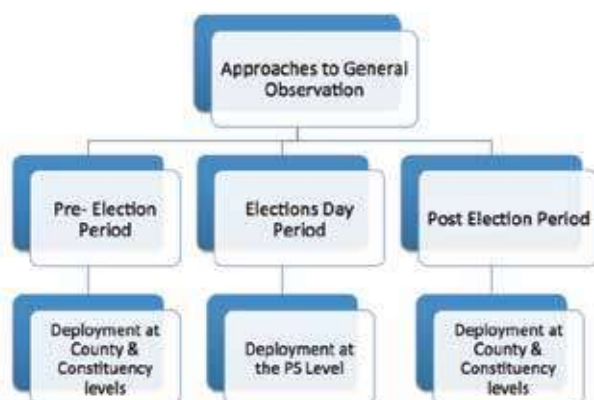 Approaches to General
Observation
Pre- Election
Period
Elections Day
Period
Post Election Period
Deployment at
County &
Constituency
levels
Deployment at
the PS Level
Deployment at
County &
Constituency
levels